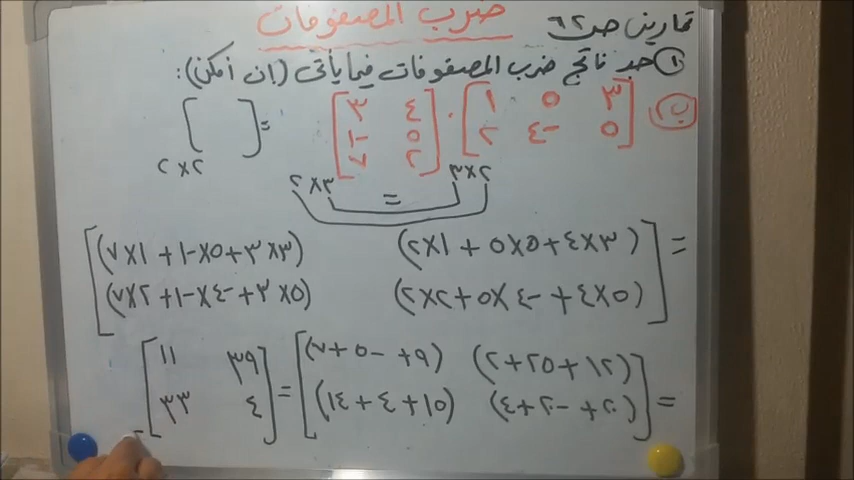 ضرب المصفوفات
تمارين ص ٦٢
① جد ناتج ضرب المصفوفات فيما يأتي (إن أمكن):
ب) [٣ ٥ ١] . [٤ ٣] = [ ]
[٥ -٤ ٢] [٥ -١]
[٢ ٧]
٢×٣ = ٣×٢ ٢×٢
= [(٣×٤+٥×٥+١×٢) (٣×٣+٥×-١+١×٧)]
[(٥×٤+-٤×٥+٢×٢) (٥×٣+-٤×-١+٢×٧)]
= [(١٢+٢٥+٢) (٩+-٥+٧)] = [٣٩ ١١]
[(٢٠+-٢٠+٤) (١٥+٤+١٤)] [٤ ٣٣]